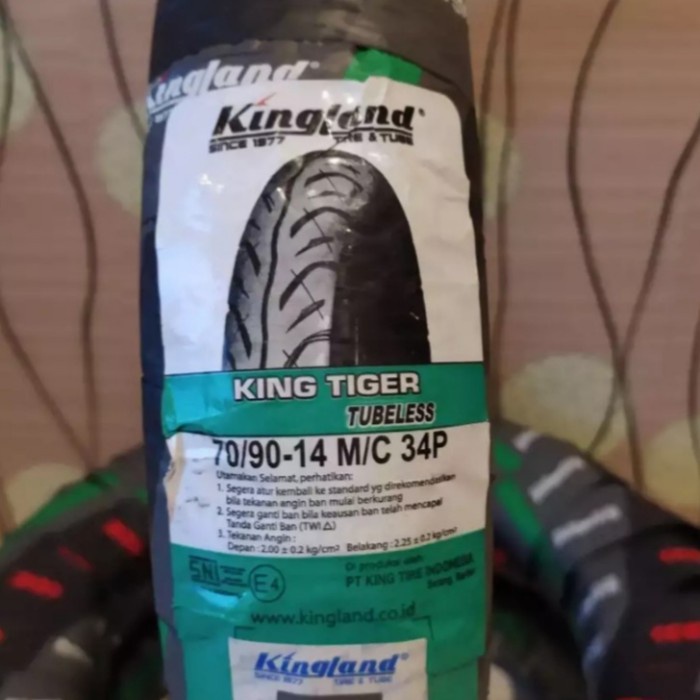 Kingland
Kingland®
SINCE 1977 TIRE & TUBE
KING TIGER
TUBELESS
70/90-14 M/C 34P
Utamakan Selamat, perhatikan:
1. Segera atur kembali ke standard yg direkomendasikan
bila tekanan angin ban mulai berkurang
2. Segera ganti ban bila keausan ban telah mencapai
Tanda Ganti Ban (TWI △)
3. Tekanan Angin :
Depan : 2.00 ± 0.2 kg/cm² Belakang : 2.25 ± 0.2 kg/cm²
SNI
E4
Di produksi oleh:
PT KING TIRE INDONESIA
www.kingland.co.id
Kingland®
SINCE 1977 TIRE & TUBE